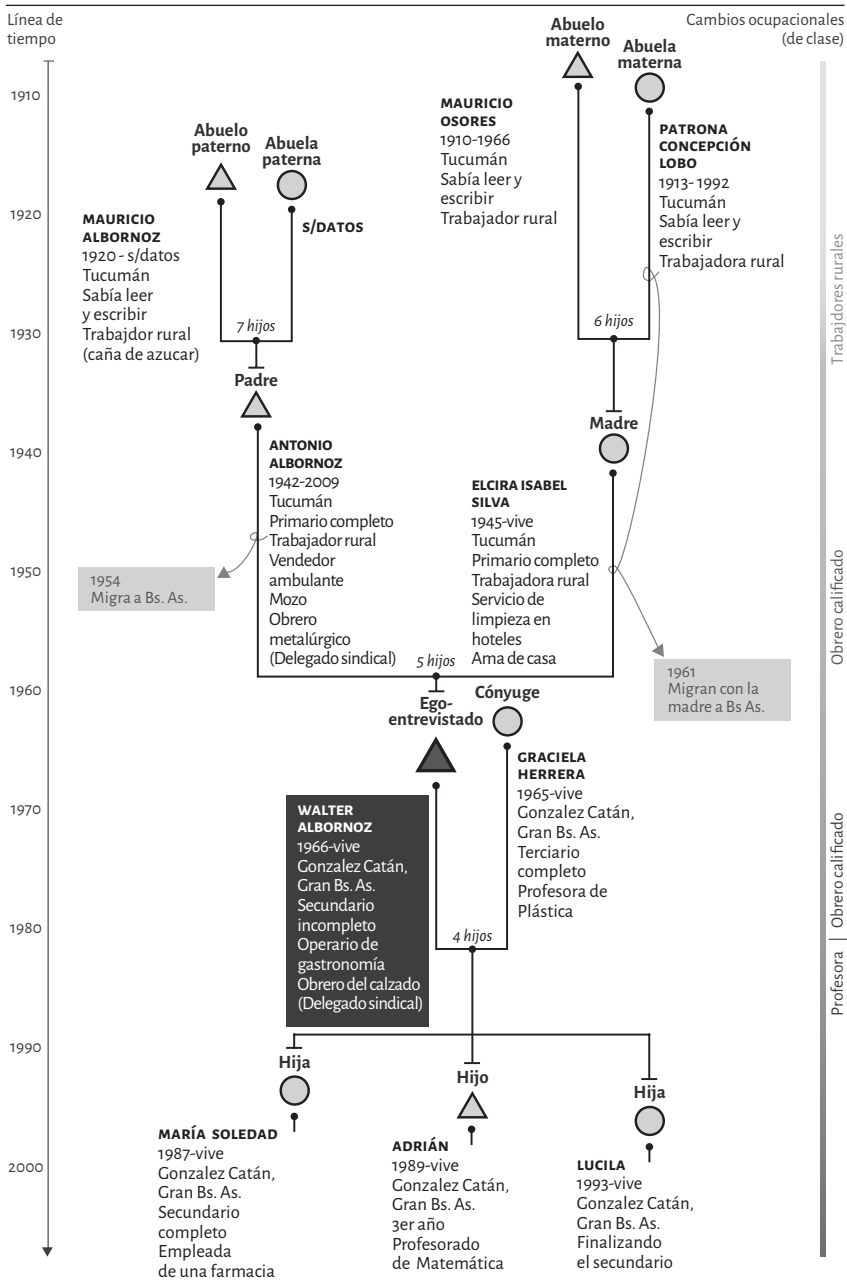 Línea de
tiempo
Cambios ocupacionales
(de clase)
1910
1920
1930
1940
1950
1960
1970
1980
1990
2000
Abuelo
materno
Abuela
materna
MAURICIO
OSORES
1910-1966
Tucumán
Sabía leer y
escribir
Trabajador rural
PATRONA
CONCEPCIÓN
LOBO
1913- 1992
Tucumán
Sabía leer y
escribir
Trabajadora rural
Abuelo
paterno
Abuela
paterna
MAURICIO
ALBORNOZ
1920 - s/datos
Tucumán
Sabía leer
y escribir
Trabajdor rural
(caña de azucar)
S/DATOS
7 hijos
6 hijos
Padre
Madre
ANTONIO
ALBORNOZ
1942-2009
Tucumán
Primario completo
Trabajador rural
Vendedor
ambulante
Mozo
Obrero
metalúrgico
(Delegado sindical)
ELCIRA ISABEL
SILVA
1945-vive
Tucumán
Primario completo
Trabajadora rural
Servicio de
limpieza en
hoteles
Ama de casa
1954
Migra a Bs. As.
1961
Migran con la
madre a Bs As.
5 hijos
Ego-
entrevistado
Cónyuge
WALTER
ALBORNOZ
1966-vive
Gonzalez Catán,
Gran Bs. As.
Secundario
incompleto
Operario de
gastronomía
Obrero del calzado
(Delegado sindical)
GRACIELA
HERRERA
1965-vive
Gonzalez Catán,
Gran Bs. As.
Terciario
completo
Profesora de
Plástica
4 hijos
Hija
Hijo
Hija
MARÍA SOLEDAD
1987-vive
Gonzalez Catán,
Gran Bs. As.
Secundario
completo
Empleada
de una farmacia
ADRIÁN
1989-vive
Gonzalez Catán,
Gran Bs. As.
3er año
Profesorado
de Matemática
LUCILA
1993-vive
Gonzalez Catán,
Gran Bs. As.
Finalizando
el secundario
Trabajdores rurales
Obrero calificado
Profesora | Obrero calificado